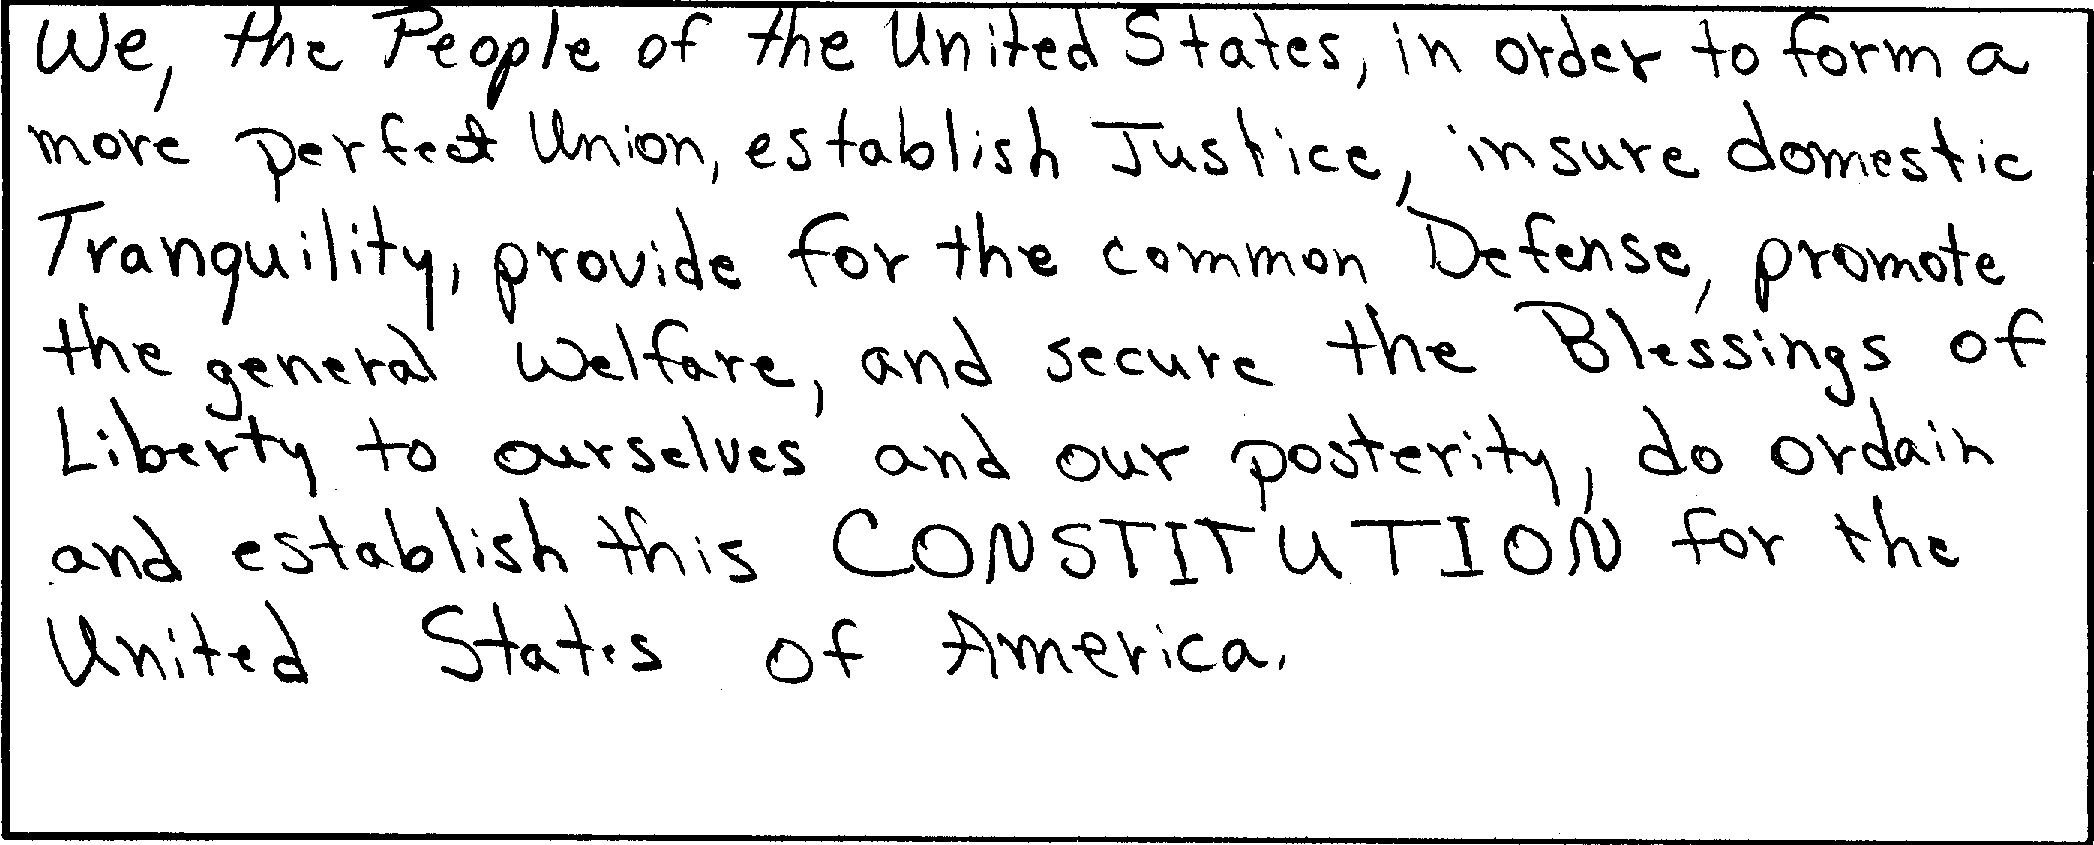 We, the People of the United States, in order to form a
more perfect Union, establish Justice, insure domestic
Tranquility, provide for the common Defense, promote
the general Welfare, and secure the Blessings of
Liberty to ourselves and our posterity, do ordain
and establish this CONSTITUTION for the
United States of America.